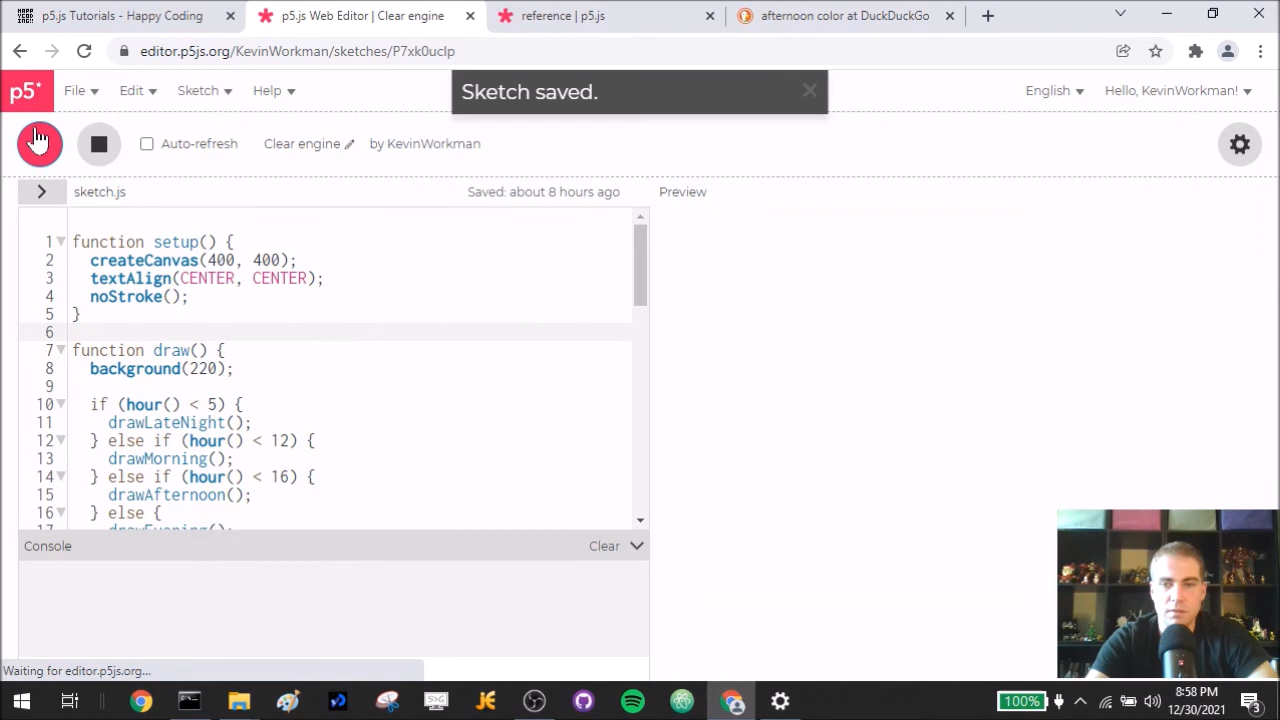 p5.js Tutorials - Happy Coding
p5.js Web Editor | Clear engine
reference | p5.js
afternoon color at DuckDuckGo
editor.p5js.org/KevinWorkman/sketches/P7xk0uclp
p5*
File
Edit
Sketch
Help
Sketch saved.
English
Hello, KevinWorkman!
Auto-refresh
Clear engine
by KevinWorkman
sketch.js
Saved: about 8 hours ago
Preview
1 function setup() {
2 createCanvas(400, 400);
3 textAlign(CENTER, CENTER);
4 noStroke();
5 }
6
7 function draw() {
8 background(220);
9
10 if (hour() < 5) {
11 drawLateNight();
12 } else if (hour() < 12) {
13 drawMorning();
14 } else if (hour() < 16) {
15 drawAfternoon();
16 } else {
17 drawEvening();
Console
Clear
Waiting for editor.p5js.org...
100%
8:58 PM
12/30/2021
3